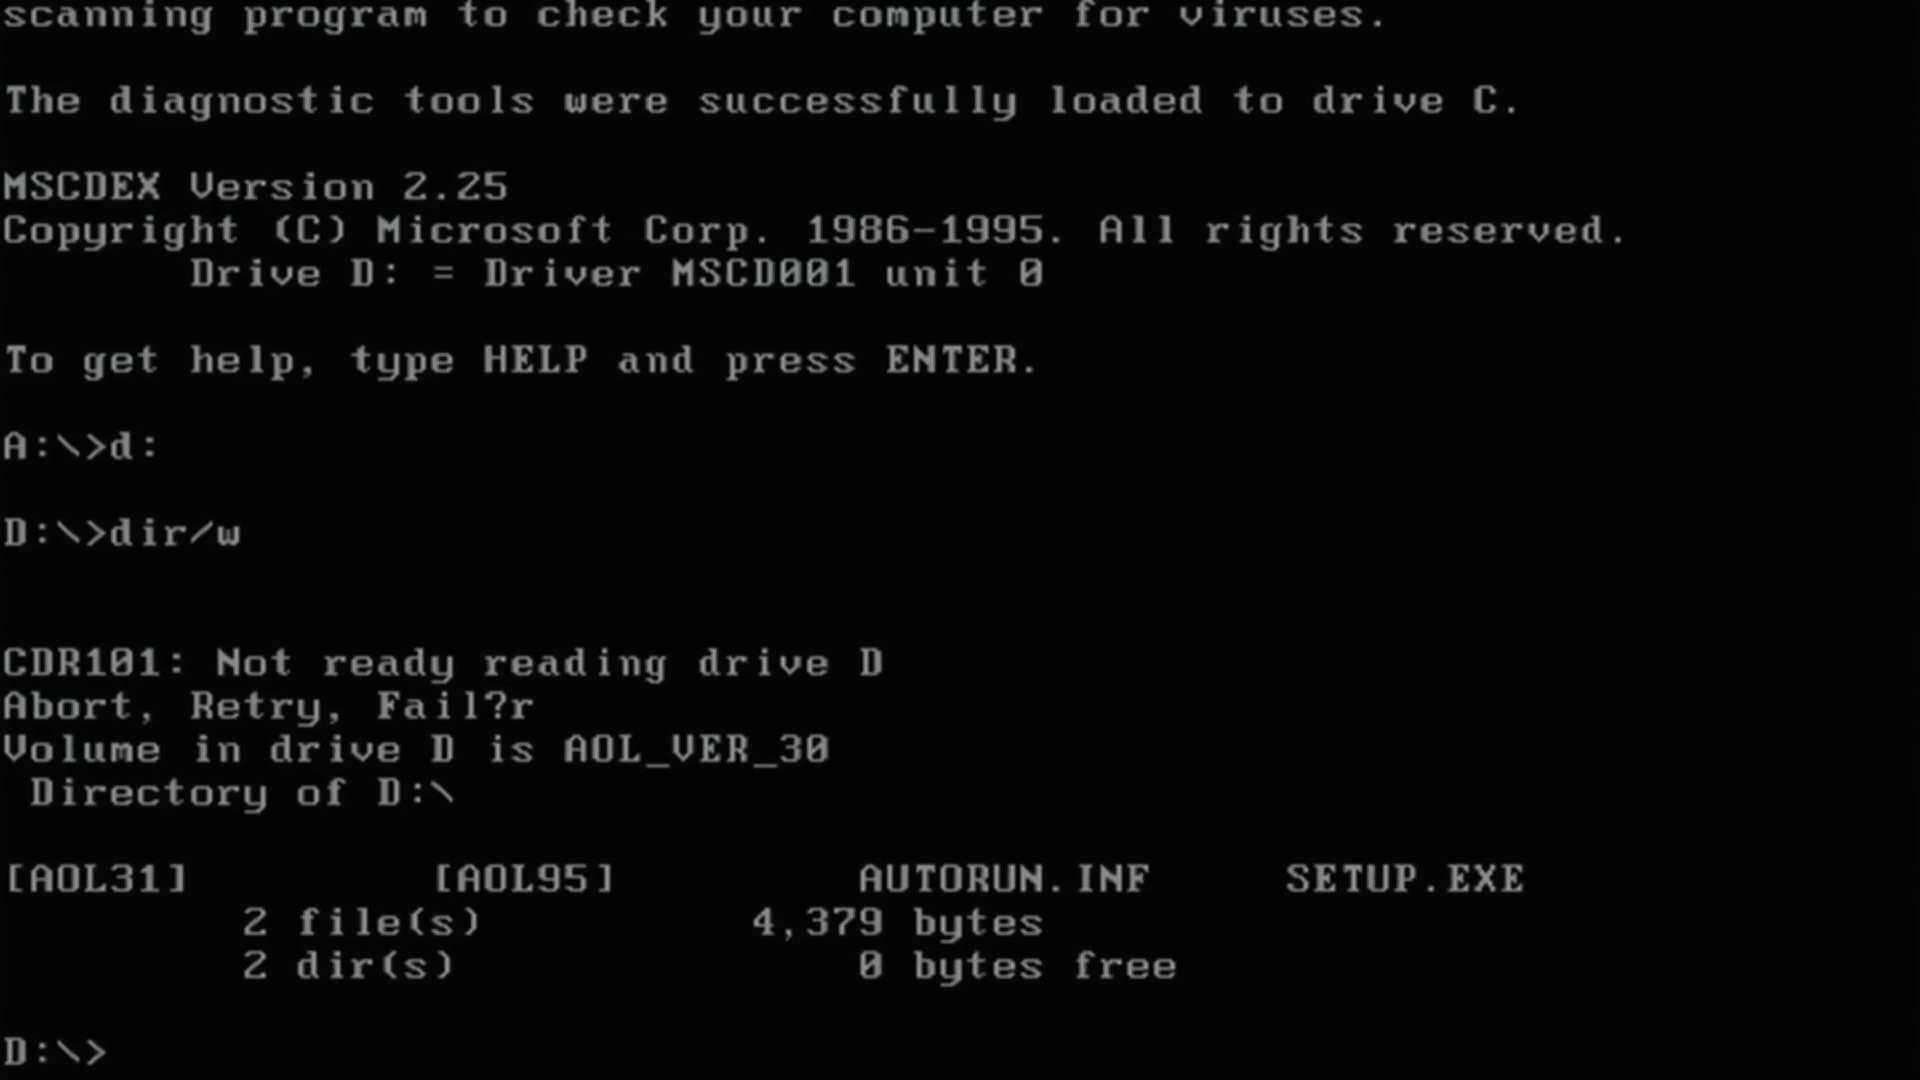 scanning program to check your computer for viruses.
The diagnostic tools were successfully loaded to drive C.
MSCDEX Version 2.25
Copyright (C) Microsoft Corp. 1986-1995. All rights reserved.
Drive D: = Driver MSCD001 unit 0
To get help, type HELP and press ENTER.
A:\>d:
D:\>dir/w
CDR101: Not ready reading drive D
Abort, Retry, Fail?r
Volume in drive D is AOL_VER_30
Directory of D:\
[AOL31] [AOL95] AUTORUN.INF SETUP.EXE
2 file(s) 4,379 bytes
2 dir(s) 0 bytes free
D:\>